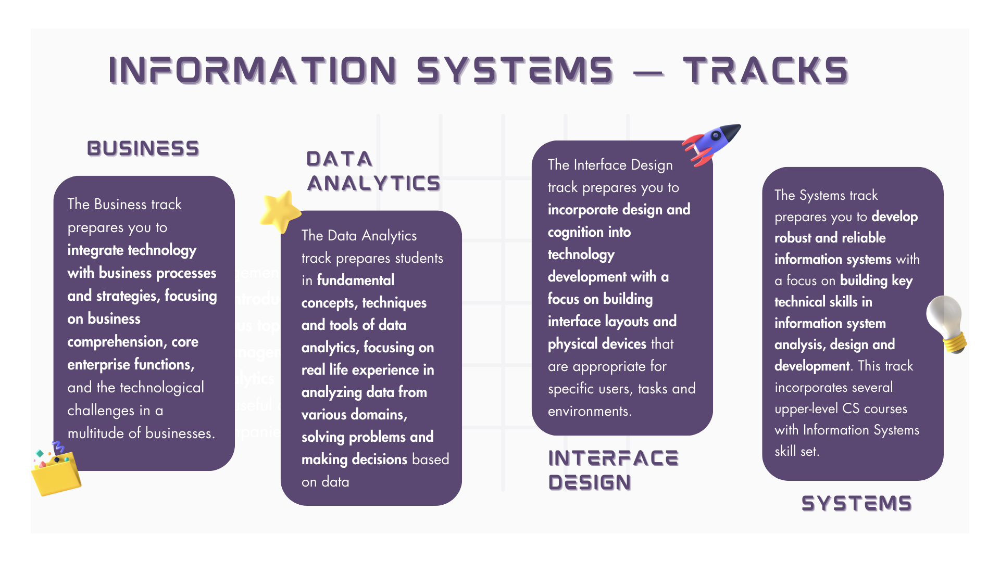 INFORMATION SYSTEMS — TRACKS
BUSINESS
The Business track
prepares you to
integrate technology
with business processes
and strategies, focusing
on business
comprehension, core
enterprise functions,
and the technological
challenges in a
multitude of businesses.
DATA
ANALYTICS
The Data Analytics
track prepares students
in fundamental
concepts, techniques
and tools of data
analytics, focusing on
real life experience in
analyzing data from
various domains,
solving problems and
making decisions based
on data
The Interface Design
track prepares you to
incorporate design and
cognition into
technology
development with a
focus on building
interface layouts and
physical devices that
are appropriate for
specific users, tasks and
environments.
INTERFACE
DESIGN
The Systems track
prepares you to develop
robust and reliable
information systems with
a focus on building key
technical skills in
information system
analysis, design and
development. This track
incorporates several
upper-level CS courses
with Information Systems
skill set.
SYSTEMS